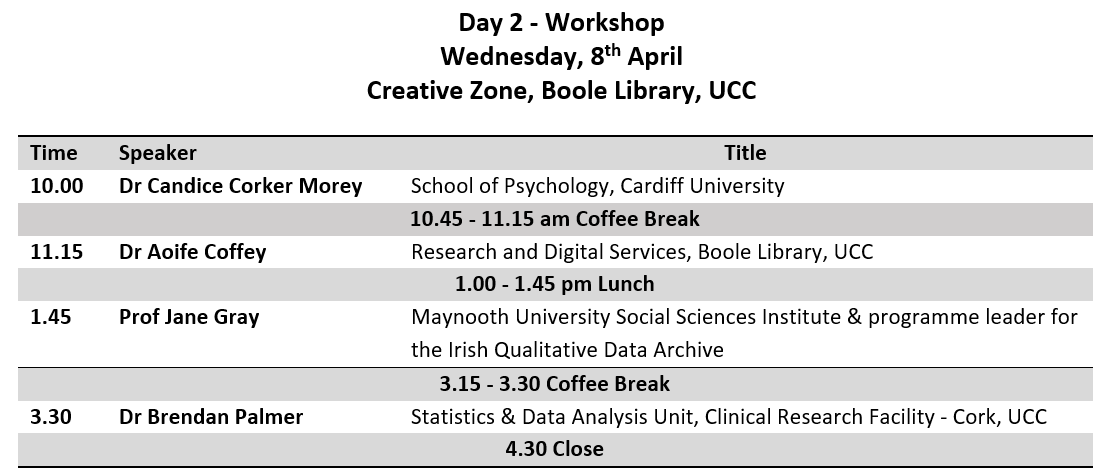 Day 2 - Workshop
Wednesday, 8th April
Creative Zone, Boole Library, UCC
Time Speaker Title
10.00 Dr Candice Corker Morey School of Psychology, Cardiff University
10.45 - 11.15 am Coffee Break
11.15 Dr Aoife Coffey Research and Digital Services, Boole Library, UCC
1.00 - 1.45 pm Lunch
1.45 Prof Jane Gray Maynooth University Social Sciences Institute & programme leader for
the Irish Qualitative Data Archive
3.15 - 3.30 Coffee Break
3.30 Dr Brendan Palmer Statistics & Data Analysis Unit, Clinical Research Facility - Cork, UCC
4.30 Close